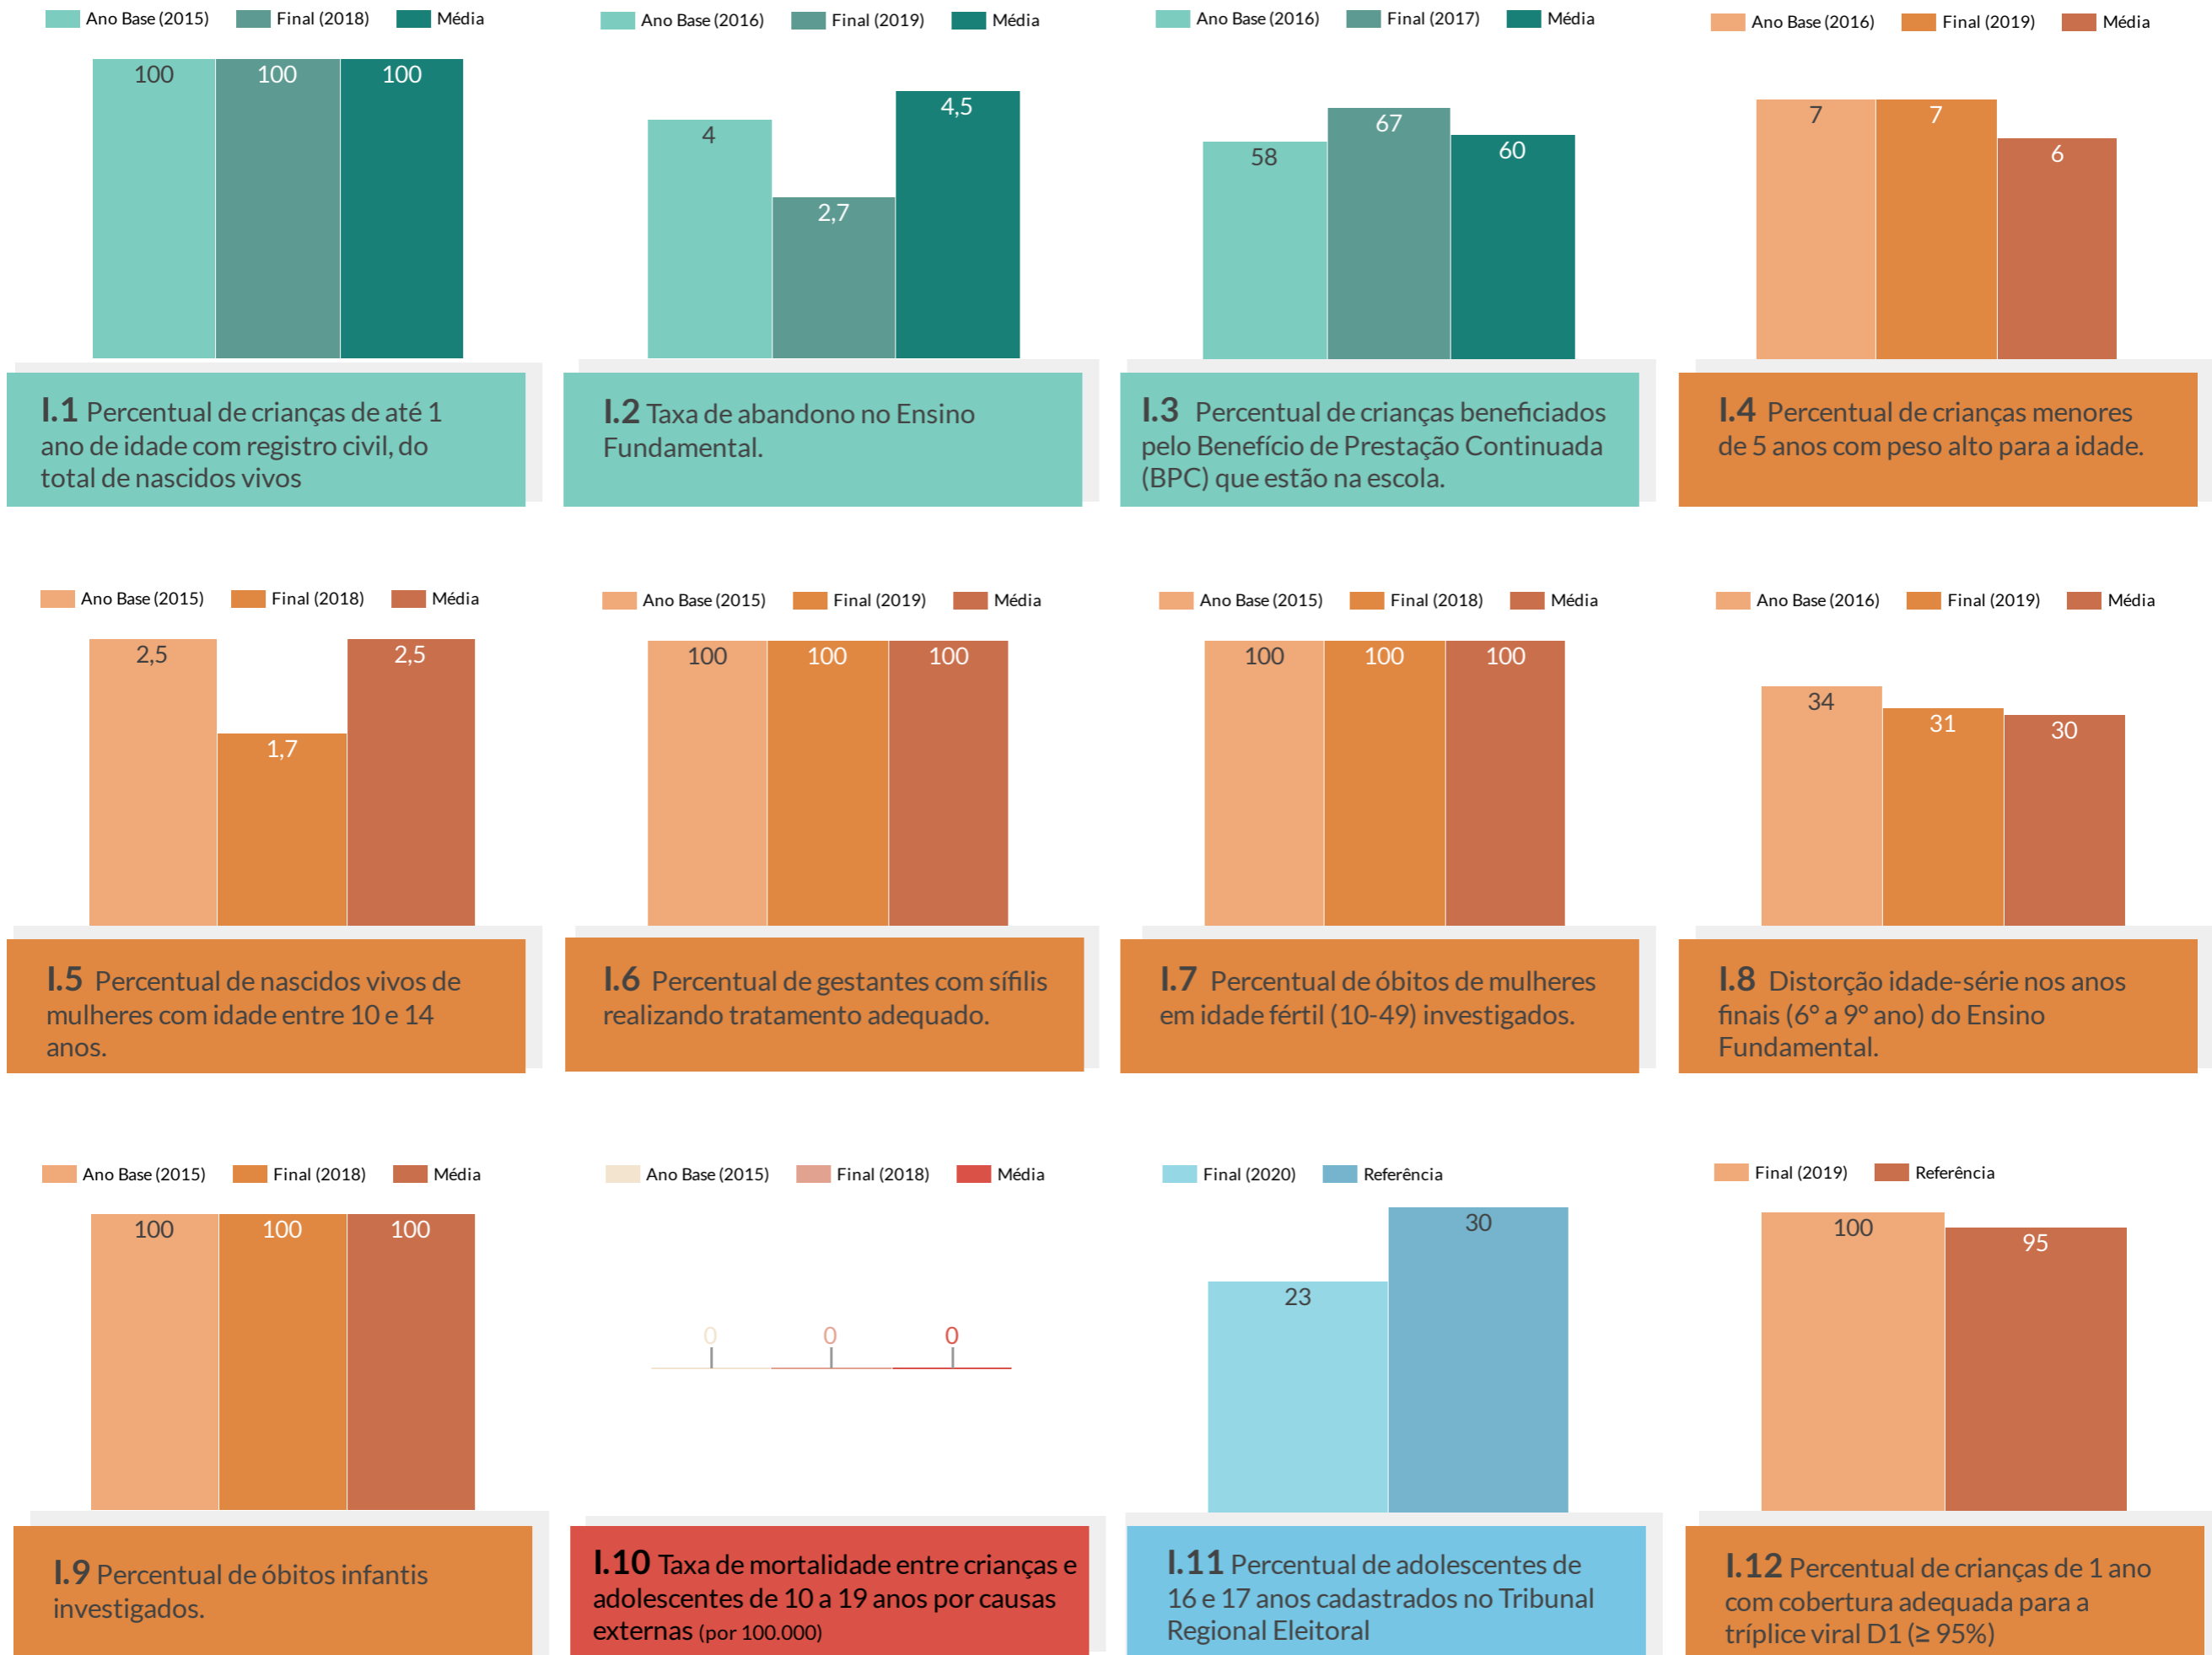 Ano Base (2015) Final (2018) Média
100 100 100
I.1 Percentual de crianças de até 1
ano de idade com registro civil, do
total de nascidos vivos
Ano Base (2016) Final (2019) Média
4 2,7 4,5
I.2 Taxa de abandono no Ensino
Fundamental.
Ano Base (2016) Final (2017) Média
58 67 60
I.3 Percentual de crianças beneficiados
pelo Benefício de Prestação Continuada
(BPC) que estão na escola.
Ano Base (2016) Final (2019) Média
7 7 6
I.4 Percentual de crianças menores
de 5 anos com peso alto para a idade.
Ano Base (2015) Final (2018) Média
2,5 1,7 2,5
I.5 Percentual de nascidos vivos de
mulheres com idade entre 10 e 14
anos.
Ano Base (2015) Final (2019) Média
100 100 100
I.6 Percentual de gestantes com sífilis
realizando tratamento adequado.
Ano Base (2015) Final (2018) Média
100 100 100
I.7 Percentual de óbitos de mulheres
em idade fértil (10-49) investigados.
Ano Base (2016) Final (2019) Média
34 31 30
I.8 Distorção idade-série nos anos
finais (6° a 9° ano) do Ensino
Fundamental.
Ano Base (2015) Final (2018) Média
100 100 100
I.9 Percentual de óbitos infantis
investigados.
Ano Base (2015) Final (2018) Média
0 0 0
I.10 Taxa de mortalidade entre crianças e
adolescentes de 10 a 19 anos por causas
externas (por 100.000)
Final (2020) Referência
23 30
I.11 Percentual de adolescentes de
16 e 17 anos cadastrados no Tribunal
Regional Eleitoral
Final (2019) Referência
100 95
I.12 Percentual de crianças de 1 ano
com cobertura adequada para a
tríplice viral D1 (≥ 95%)